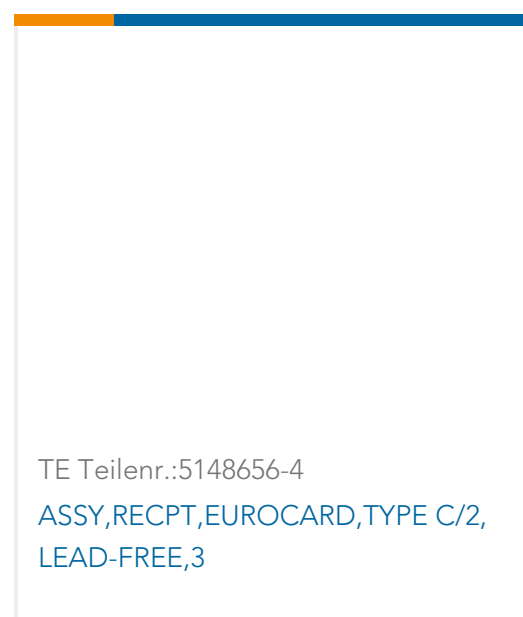 TE Teilenr.:5148656-4
ASSY,RECPT,EUROCARD,TYPE C/2,
LEAD-FREE,3